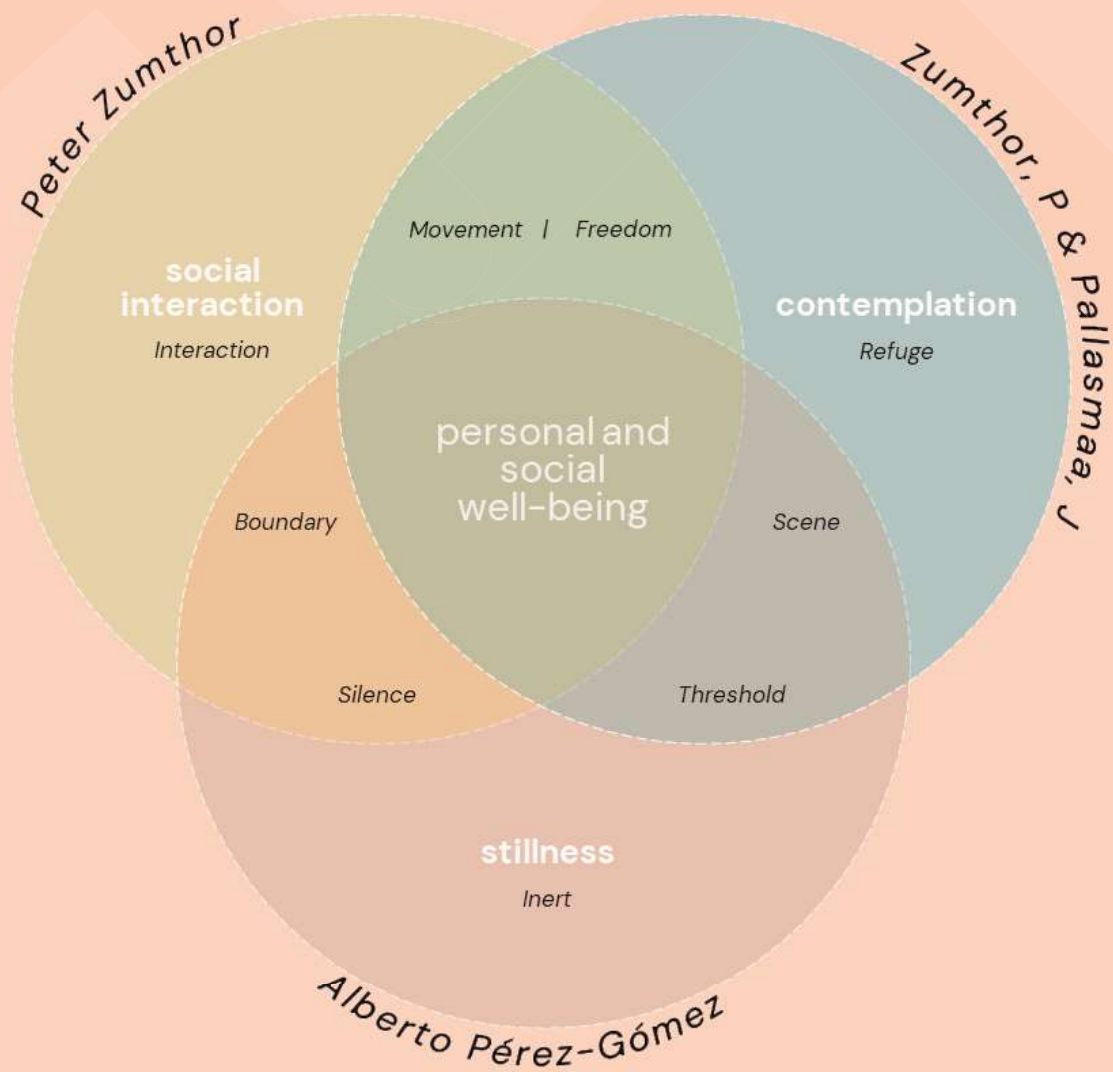 Peter Zumthor
Zumthor, P & Pallasmaa, J
Movement | Freedom
social
interaction
Interaction
contemplation
Refuge
personal and
social
well-being
Boundary
Scene
Silence
Threshold
stillness
Inert
Alberto Pérez-Gómez